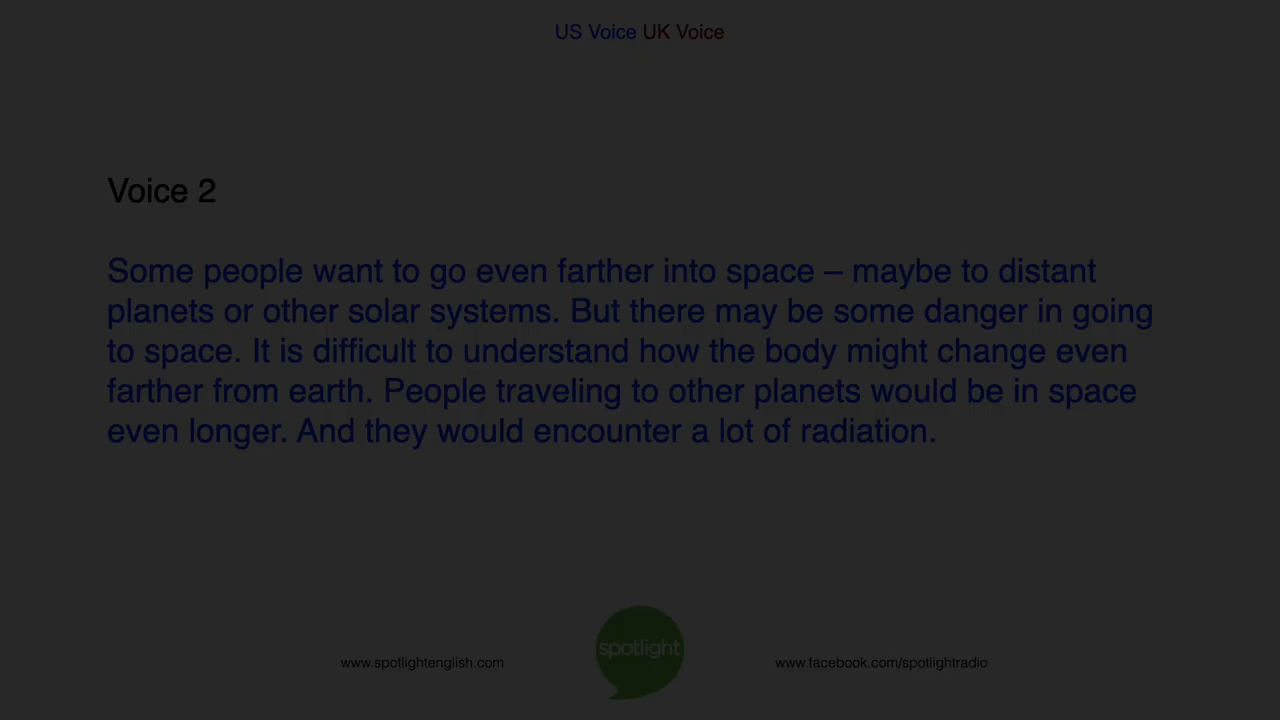 US Voice UK Voice
Voice 2
Some people want to go even farther into space – maybe to distant
planets or other solar systems. But there may be some danger in going
to space. It is difficult to understand how the body might change even
farther from earth. People traveling to other planets would be in space
even longer. And they would encounter a lot of radiation.
spotlight
www.spotlightenglish.com
www.facebook.com/spotlightradio